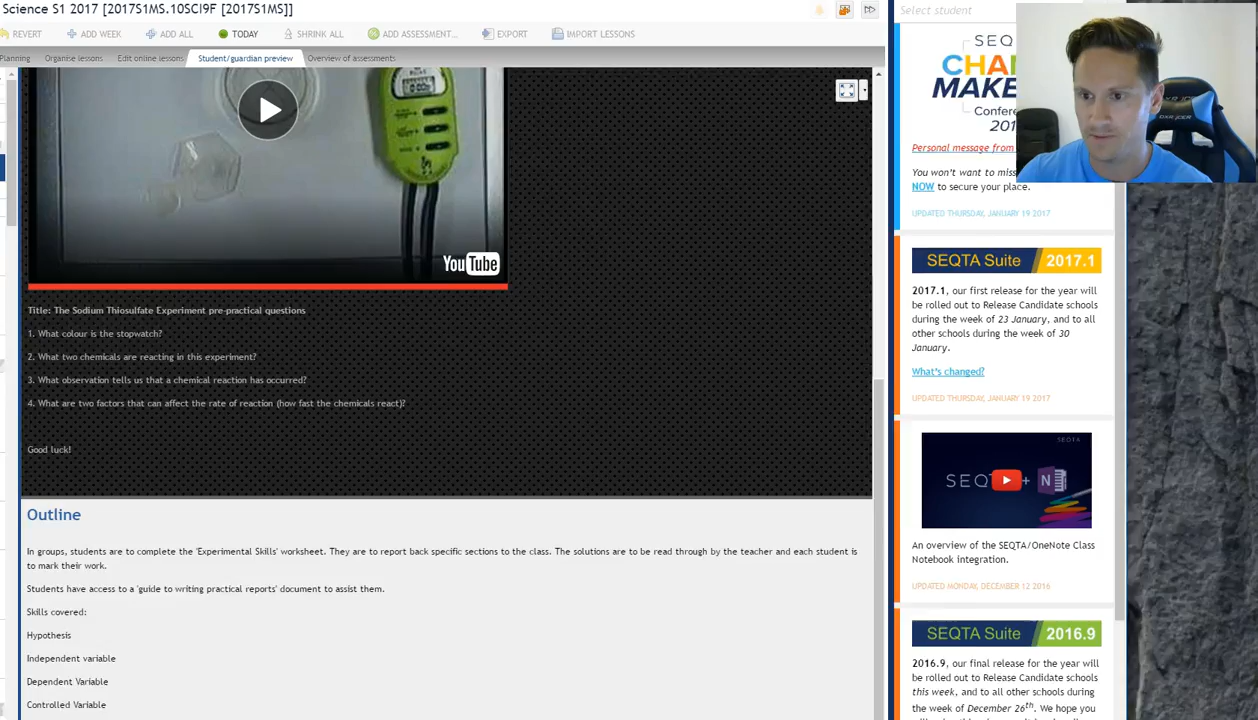 Science S1 2017 [2017S1MS.10SCI9F [2017S1MS]]
REVERT ADD WEEK ADD ALL TODAY SHRINK ALL ADD ASSESSMENT... EXPORT IMPORT LESSONS
Planning Organise lessons Edit online lessons Student/guardian preview Overview of assessments
YouTube
Title: The Sodium Thiosulfate Experiment pre-practical questions
1. What colour is the stopwatch?
2. What two chemicals are reacting in this experiment?
3. What observation tells us that a chemical reaction has occurred?
4. What are two factors that can affect the rate of reaction (how fast the chemicals react)?
Good luck!
Outline
In groups, students are to complete the 'Experimental Skills' worksheet. They are to report back specific sections to the class. The solutions are to be read through by the teacher and each student is
to mark their work.
Students have access to a 'guide to writing practical reports' document to assist them.
Skills covered:
Hypothesis
Independent variable
Dependent Variable
Controlled Variable
Select student
SEQ
CHA
MAKE
Conferen
201
Personal message from
You won't want to miss
NOW to secure your place.
UPDATED THURSDAY, JANUARY 19 2017
SEQTA Suite 2017.1
2017.1, our first release for the year will
be rolled out to Release Candidate schools
during the week of 23 January, and to all
other schools during the week of 30
January.
What's changed?
UPDATED THURSDAY, JANUARY 19 2017
SEQTA
SEQT + N
An overview of the SEQTA/OneNote Class
Notebook integration.
UPDATED MONDAY, DECEMBER 12 2016
SEQTA Suite 2016.9
2016.9, our final release for the year will
be rolled out to Release Candidate schools
this week, and to all other schools during
the week of December 26th. We hope you